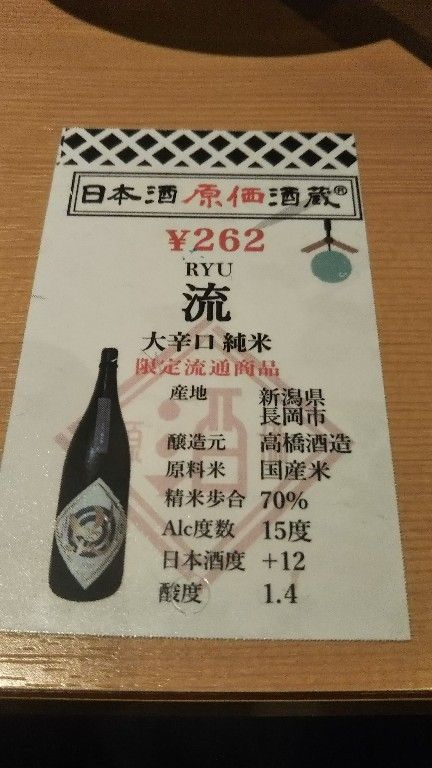 日本酒 原価酒蔵®
¥262
RYU
流
大辛口 純米
限定流通商品
産地 新潟県
長岡市
醸造元 高橋酒造
原料米 国産米
精米歩合 70%
Alc度数 15度
日本酒度 +12
酸度 1.4